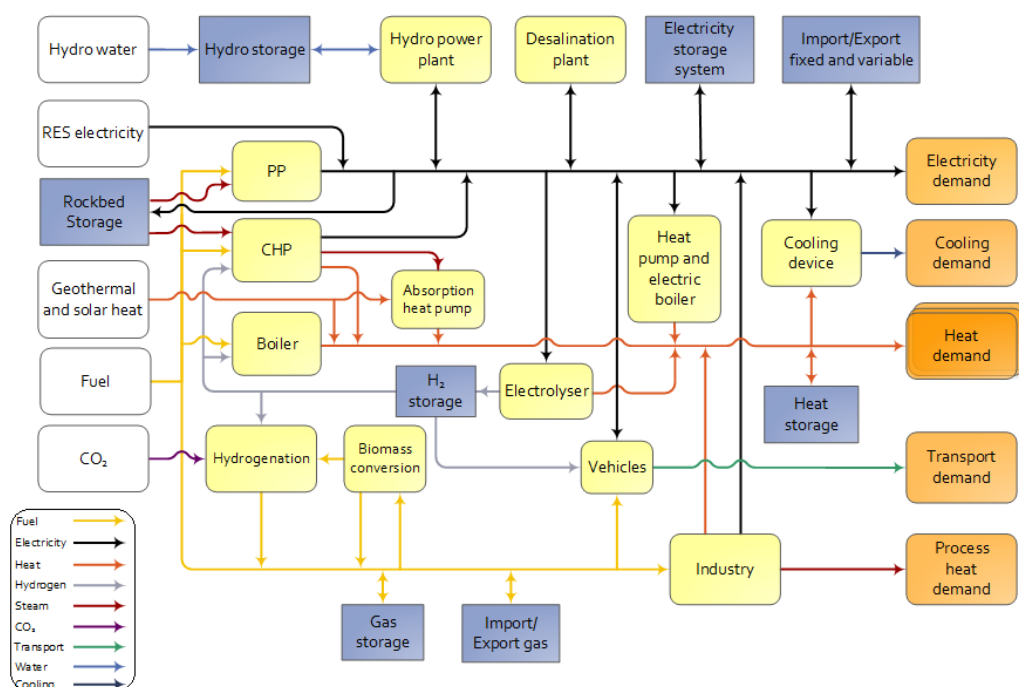 Hydro water
Hydro storage
Hydro power
plant
Desalination
plant
Electricity
storage
system
Import/Export
fixed and variable
RES electricity
PP
Electricity
demand
Rockbed
Storage
CHP
Heat
pump and
electric
boiler
Cooling
device
Cooling
demand
Geothermal
and solar heat
Absorption
heat pump
Boiler
Heat
demand
Fuel
H₂
storage
Electrolyser
Heat
storage
CO₂
Hydrogenation
Biomass
conversion
Vehicles
Transport
demand
Industry
Process
heat
demand
Gas
storage
Import/
Export gas
Fuel
Electricity
Heat
Hydrogen
Steam
CO₂
Transport
Water
Cooling